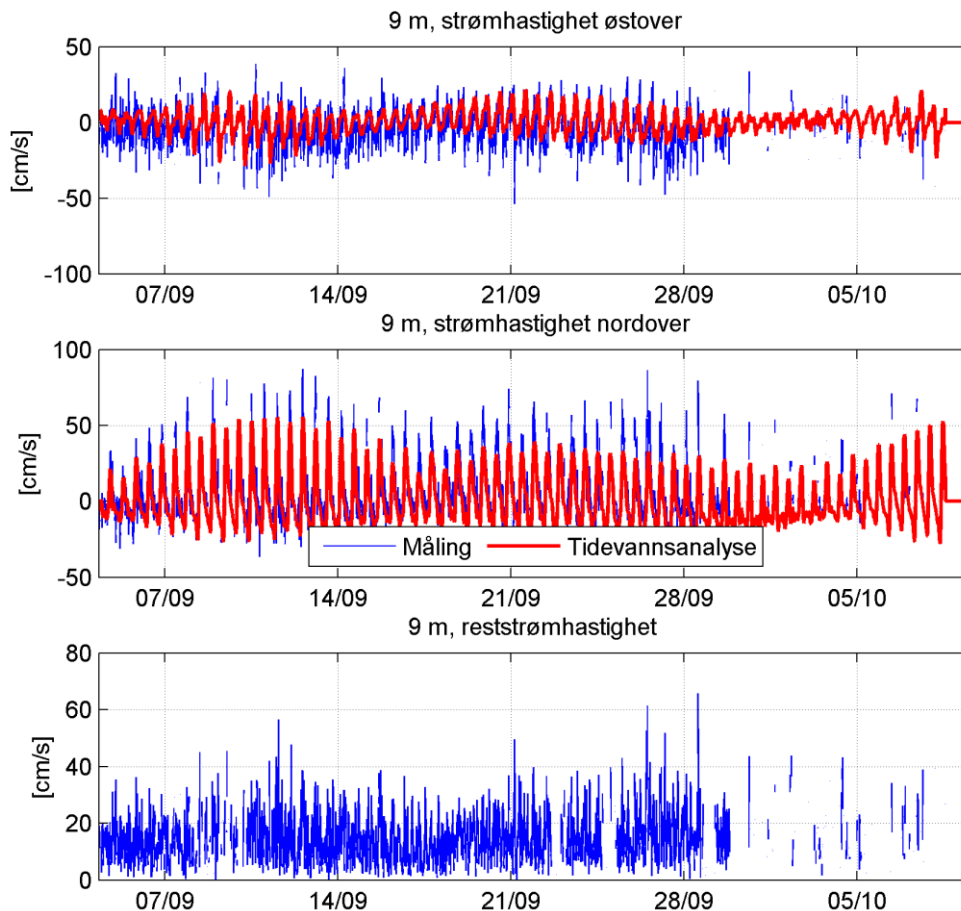 9 m, strømhastighet østover
50
0
-50
-100
[cm/s]
07/09 14/09 21/09 28/09 05/10
9 m, strømhastighet nordover
100
50
0
-50
[cm/s]
Måling Tidevannsanalyse
07/09 14/09 21/09 28/09 05/10
9 m, reststrømhastighet
80
60
40
20
0
[cm/s]
07/09 14/09 21/09 28/09 05/10